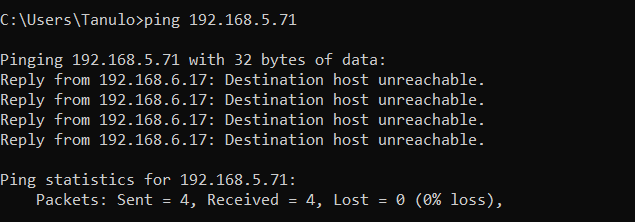 C:\Users\Tanulo>ping 192.168.5.71
Pinging 192.168.5.71 with 32 bytes of data:
Reply from 192.168.6.17: Destination host unreachable.
Reply from 192.168.6.17: Destination host unreachable.
Reply from 192.168.6.17: Destination host unreachable.
Reply from 192.168.6.17: Destination host unreachable.
Ping statistics for 192.168.5.71:
    Packets: Sent = 4, Received = 4, Lost = 0 (0% loss),